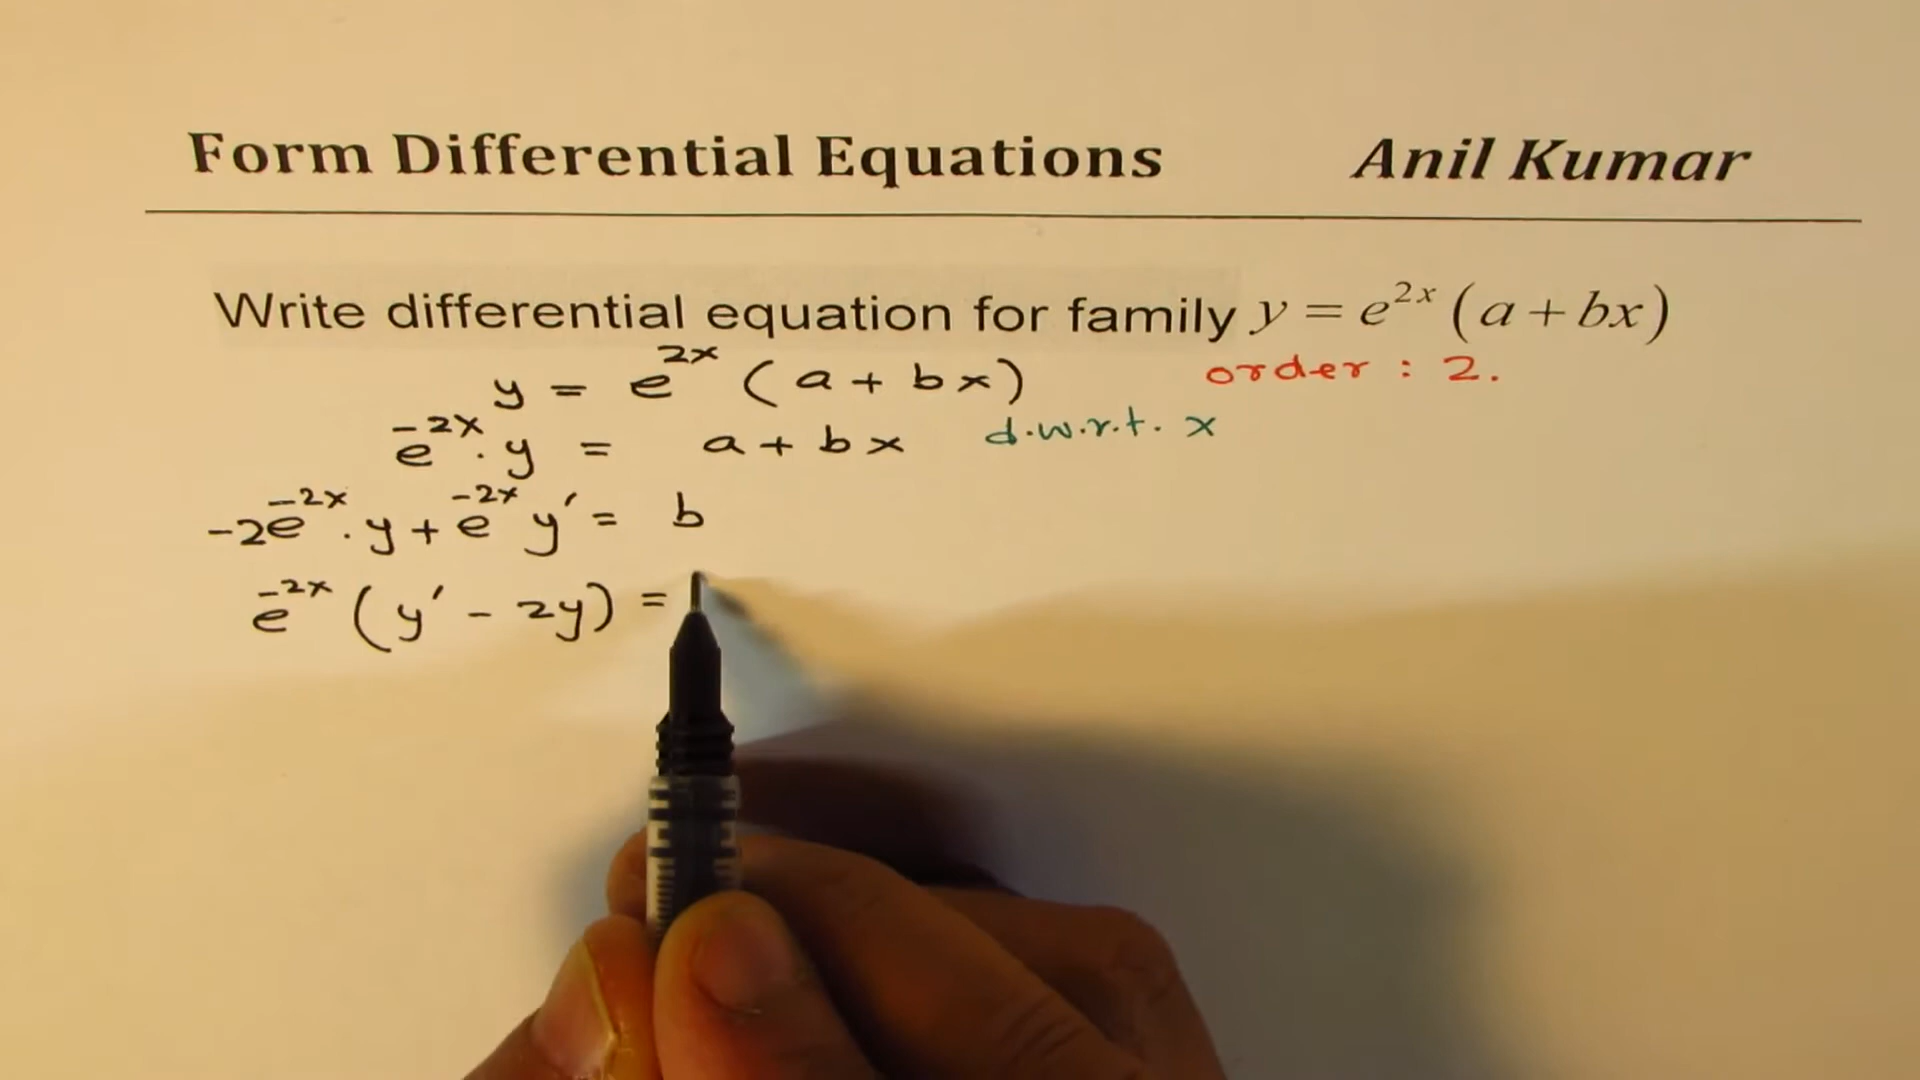 Form Differential Equations Anil Kumar
Write differential equation for family y = e^{2x} (a + bx)
y = e^{2x} (a + bx) order : 2.
e^{-2x} . y = a + bx d.w.r.t. x
-2e^{-2x} . y + e^{-2x} y' = b
e^{-2x} (y' - 2y) =